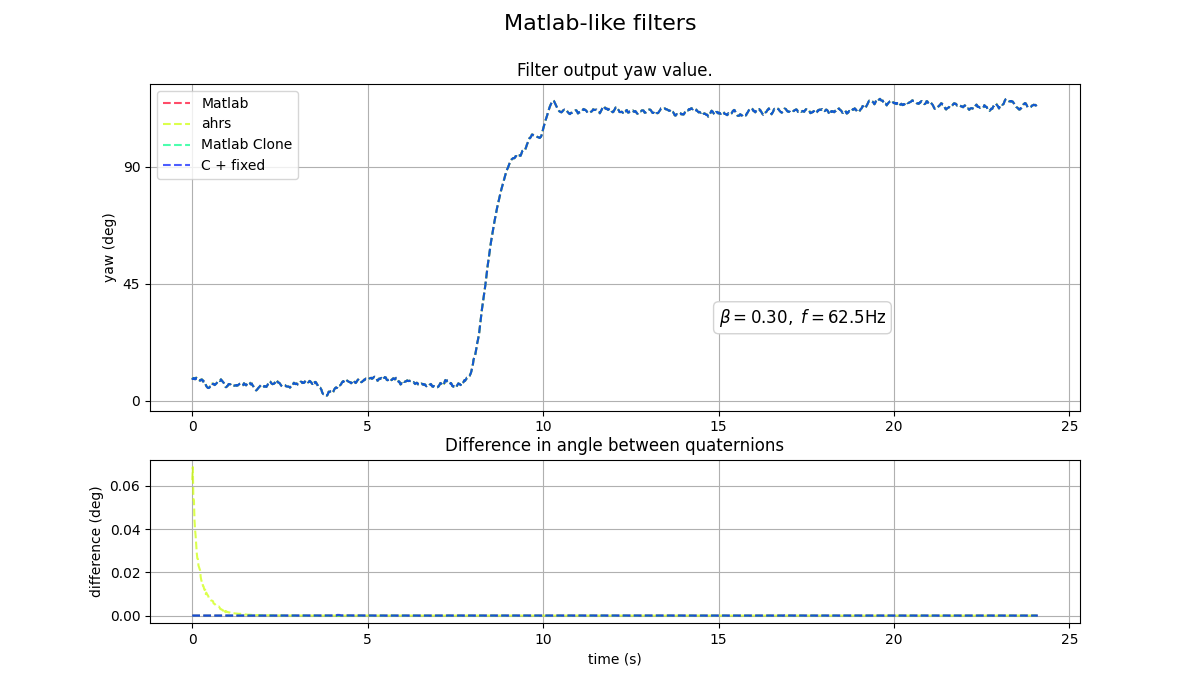 Matlab-like filters
Filter output yaw value.
Matlab
ahrs
Matlab Clone
C + fixed
90
45
0
yaw (deg)
β = 0.30, f = 62.5Hz
0 5 10 15 20 25
Difference in angle between quaternions
0.06
0.04
0.02
0.00
difference (deg)
0 5 10 15 20 25
time (s)